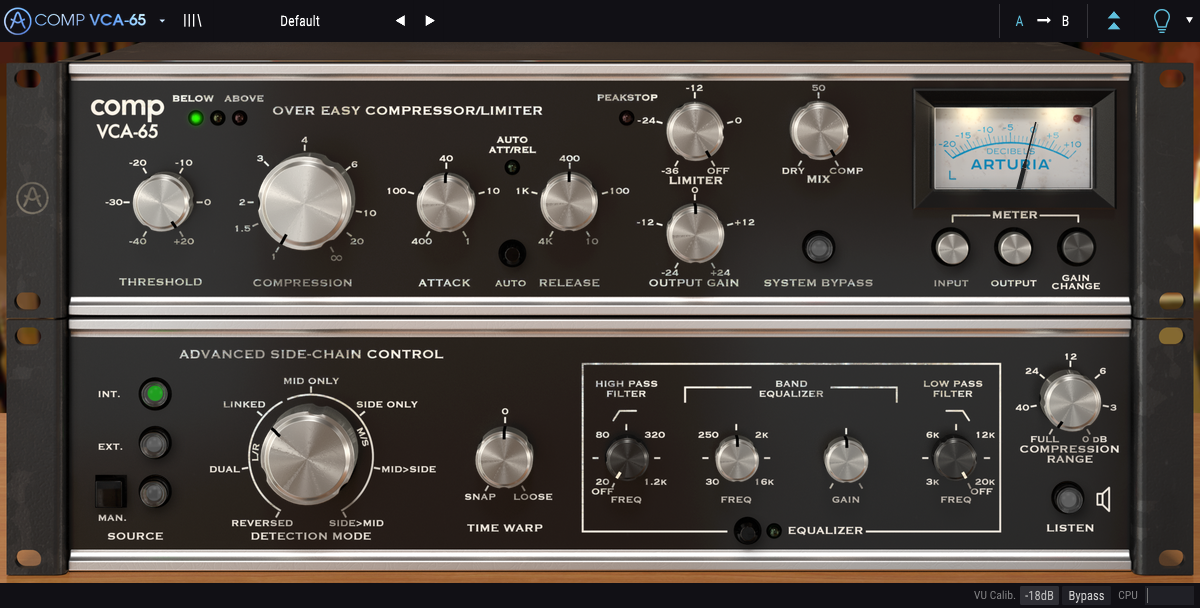 COMP VCA-65
Default
A → B
comp
VCA-65
BELOW ABOVE
OVER EASY COMPRESSOR/LIMITER
-20 -10
-30 -0
-40 +20
THRESHOLD
4
3 6
2 10
1.5 20
1 ∞
COMPRESSION
40
100 10
400 1
ATTACK
AUTO
ATT/REL
AUTO
400
1K 100
4K 10
RELEASE
PEAKSTOP
-12
-24 -0
-36 OFF
LIMITER
0
-12 +12
-24 +24
OUTPUT GAIN
50
DRY COMP
MIX
SYSTEM BYPASS
-20 -15 -10 -5 0 +5 +10
DECIBELS
ARTURIA
L
METER
INPUT OUTPUT GAIN
CHANGE
ADVANCED SIDE-CHAIN CONTROL
INT.
EXT.
MAN.
SOURCE
MID ONLY
LINKED SIDE ONLY
L/R M/S
DUAL MID>SIDE
REVERSED SIDE>MID
DETECTION MODE
0
SNAP LOOSE
TIME WARP
HIGH PASS
FILTER
80 320
20 1.2K
OFF
FREQ
BAND
EQUALIZER
250 2K
30 16K
FREQ
GAIN
LOW PASS
FILTER
6K 12K
3K 20K
OFF
FREQ
EQUALIZER
12
24 6
40 3
FULL 0 dB
COMPRESSION
RANGE
LISTEN
VU Calib. -18dB Bypass CPU